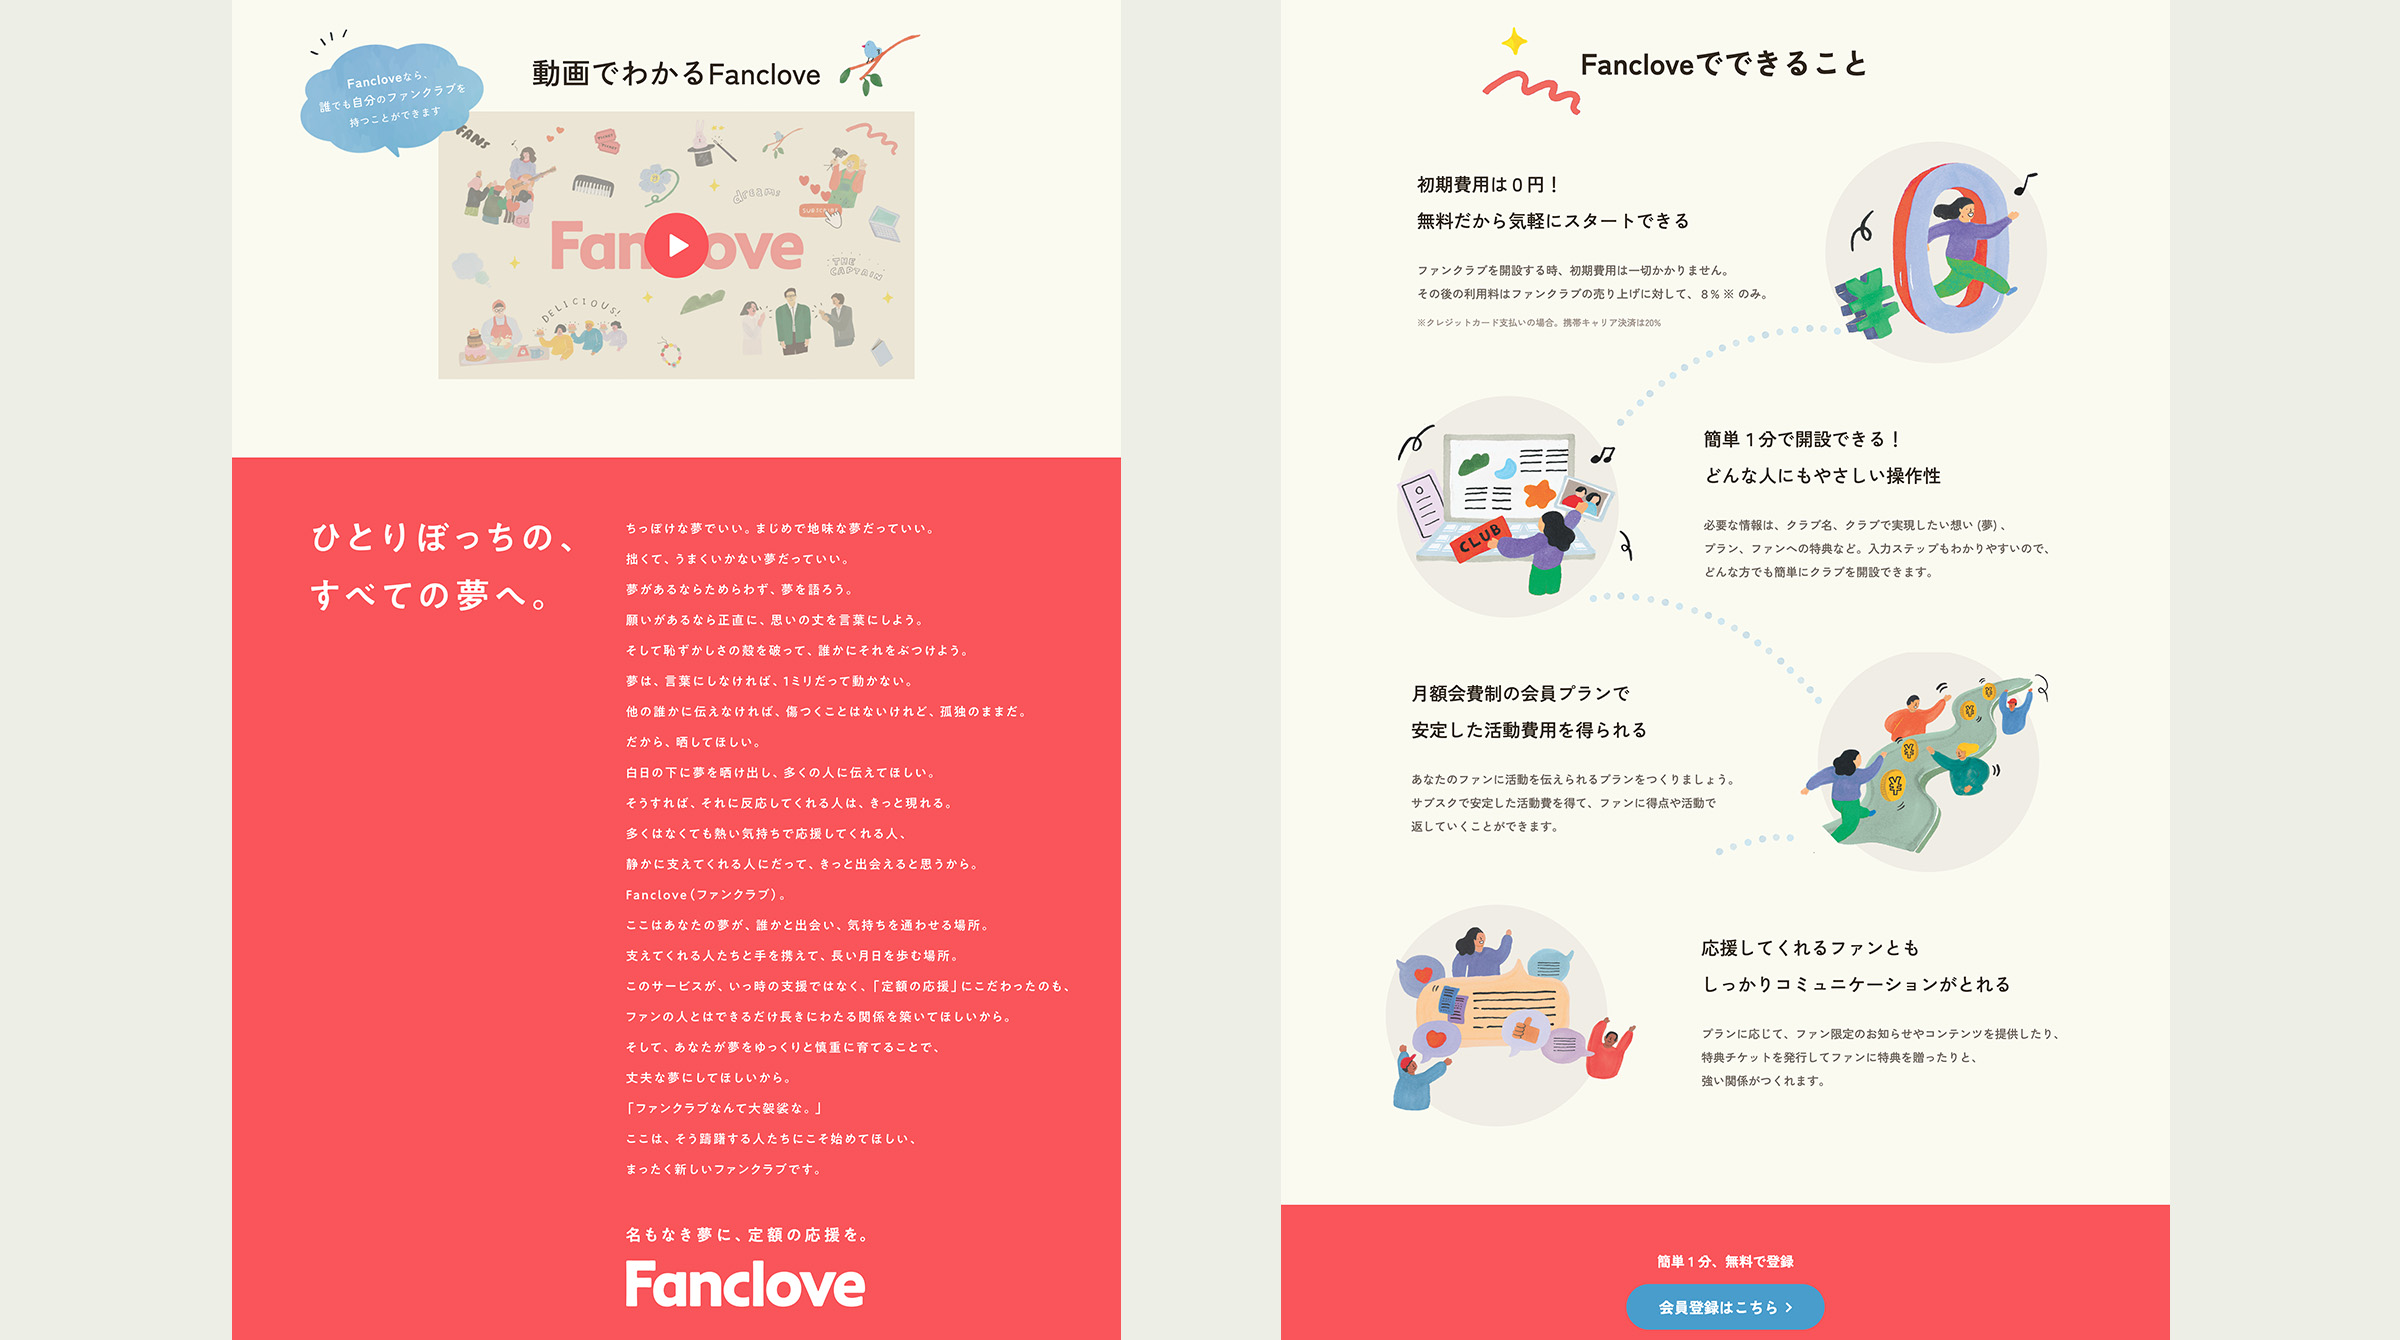 Fancloveなら、
誰でも自分のファンクラブを
持つことができます
動画でわかるFanclove
FANS
dreams
SUBSCRIBE
THE
CAPTAIN
DELICIOUS!
ひとりぼっちの、
すべての夢へ。
ちっぽけな夢でいい。まじめで地味な夢だっていい。
拙くて、うまくいかない夢だっていい。
夢があるならためらわず、夢を語ろう。
願いがあるなら正直に、思いの丈を言葉にしよう。
そして恥ずかしさの殻を破って、誰かにそれをぶつけよう。
夢は、言葉にしなければ、1ミリだって動かない。
他の誰かに伝えなければ、傷つくことはないけれど、孤独のままだ。
だから、晒してほしい。
白日の下に夢を晒け出し、多くの人に伝えてほしい。
そうすれば、それに反応してくれる人は、きっと現れる。
多くはなくても熱い気持ちで応援してくれる人、
静かに支えてくれる人にだって、きっと出会えると思うから。
Fanclove（ファンクラブ）。
ここはあなたの夢が、誰かと出会い、気持ちを通わせる場所。
支えてくれる人たちと手を携えて、長い月日を歩む場所。
このサービスが、いっ時の支援ではなく、「定額の応援」にこだわったのも、
ファンの人とはできるだけ長きにわたる関係を築いてほしいから。
そして、あなたが夢をゆっくりと慎重に育てることで、
丈夫な夢にしてほしいから。
「ファンクラブなんて大袈裟な。」
ここは、そう躊躇する人たちにこそ始めてほしい、
まったく新しいファンクラブです。
名もなき夢に、定額の応援を。
Fanclove
Fancloveでできること
初期費用は０円！
無料だから気軽にスタートできる
ファンクラブを開設する時、初期費用は一切かかりません。
その後の利用料はファンクラブの売り上げに対して、８% ※ のみ。
※クレジットカード支払いの場合。携帯キャリア決済は20%
¥0
簡単１分で開設できる！
どんな人にもやさしい操作性
必要な情報は、クラブ名、クラブで実現したい想い (夢) 、
プラン、ファンへの特典など。入力ステップもわかりやすいので、
どんな方でも簡単にクラブを開設できます。
CLUB
月額会費制の会員プランで
安定した活動費用を得られる
あなたのファンに活動を伝えられるプランをつくりましょう。
サブスクで安定した活動費を得て、ファンに得点や活動で
返していくことができます。
¥
¥
¥
¥
応援してくれるファンとも
しっかりコミュニケーションがとれる
プランに応じて、ファン限定のお知らせやコンテンツを提供したり、
特典チケットを発行してファンに特典を贈ったりと、
強い関係がつくれます。
簡単１分、無料で登録
会員登録はこちら